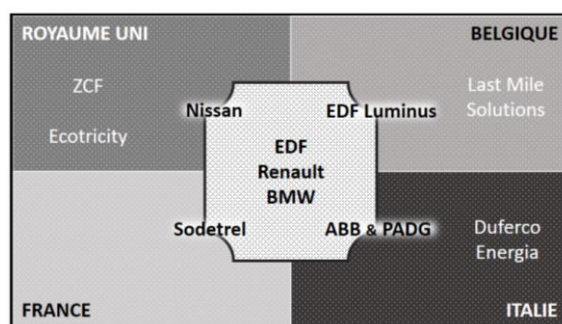 ROYAUME UNI
BELGIQUE
ZCF
Ecotricity
Last Mile
Solutions
Nissan
EDF Luminus
EDF
Renault
BMW
Sodetrel
ABB & PADG
Duferco
Energia
FRANCE
ITALIE